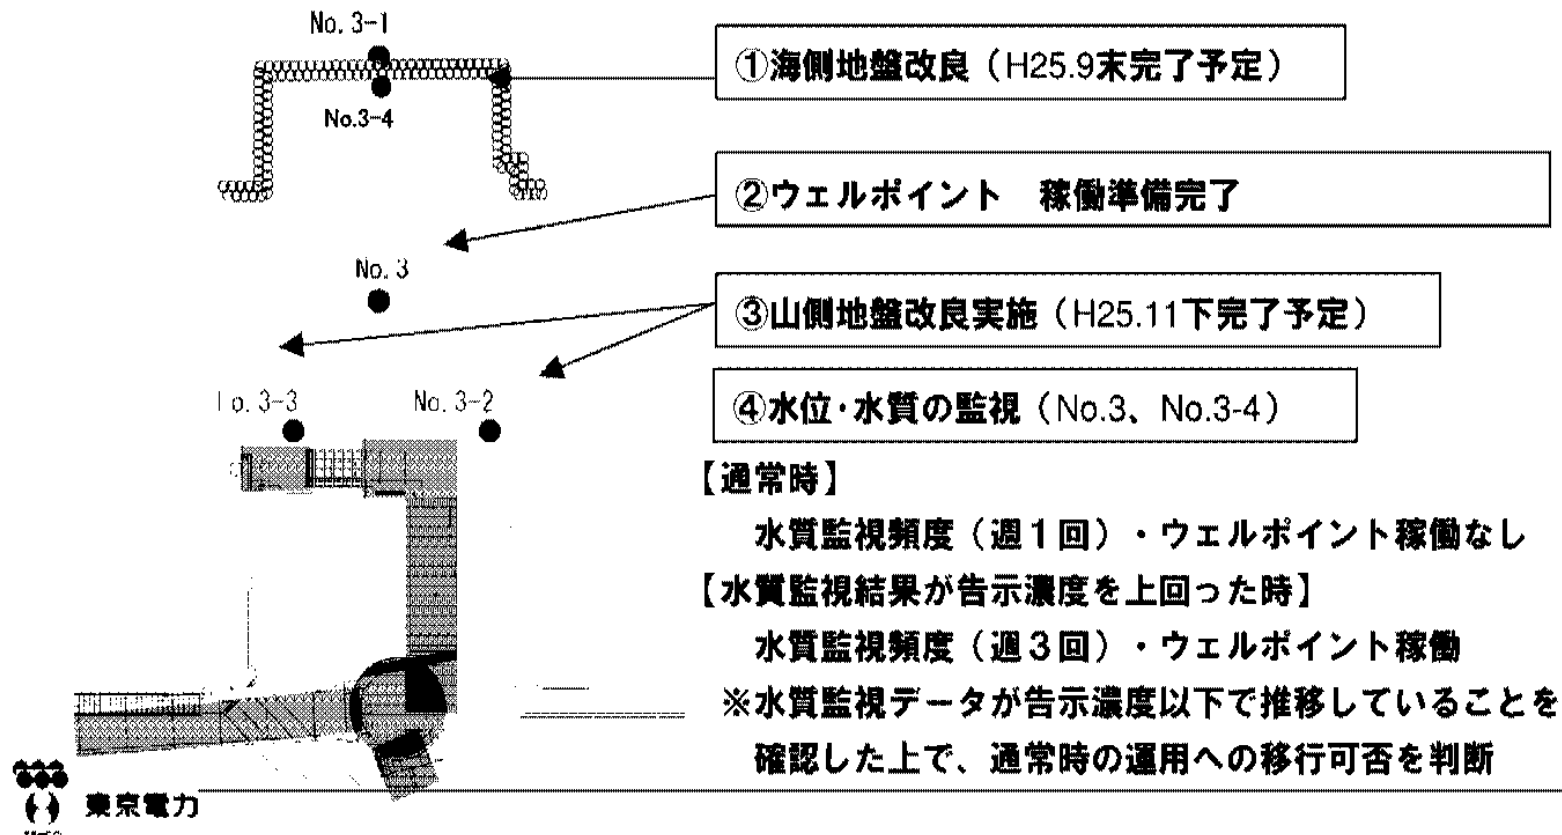 No. 3-1
①海側地盤改良（H25.9末完了予定）
No.3-4
②ウェルポイント　稼働準備完了
No. 3
③山側地盤改良実施（H25.11下完了予定）
o. 3-3
No. 3-2
④水位・水質の監視（No.3、No.3-4）
【通常時】
水質監視頻度（週１回）・ウェルポイント稼働なし
【水質監視結果が告示濃度を上回った時】
水質監視頻度（週３回）・ウェルポイント稼働
※水質監視データが告示濃度以下で推移していることを
確認した上で、通常時の運用への移行可否を判断
東京電力